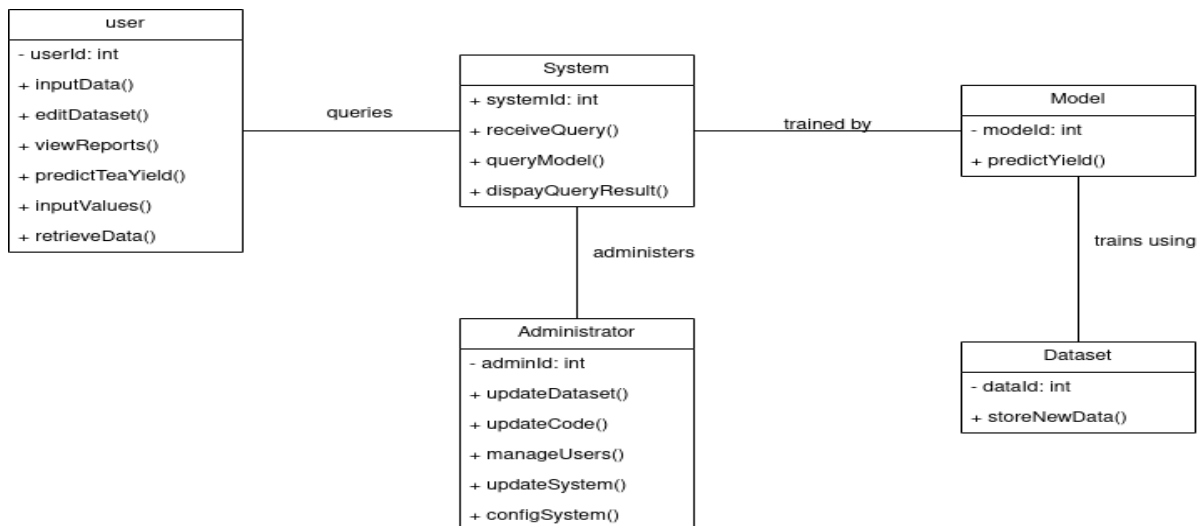 user
- userId: int
+ inputData()
+ editDataset()
+ viewReports()
+ predictTeaYield()
+ inputValues()
+ retrieveData()
queries
System
+ systemId: int
+ receiveQuery()
+ queryModel()
+ dispayQueryResult()
trained by
Model
- modeId: int
+ predictYield()
administers
trains using
Administrator
- adminId: int
+ updateDataset()
+ updateCode()
+ manageUsers()
+ updateSystem()
+ configSystem()
Dataset
- dataId: int
+ storeNewData()